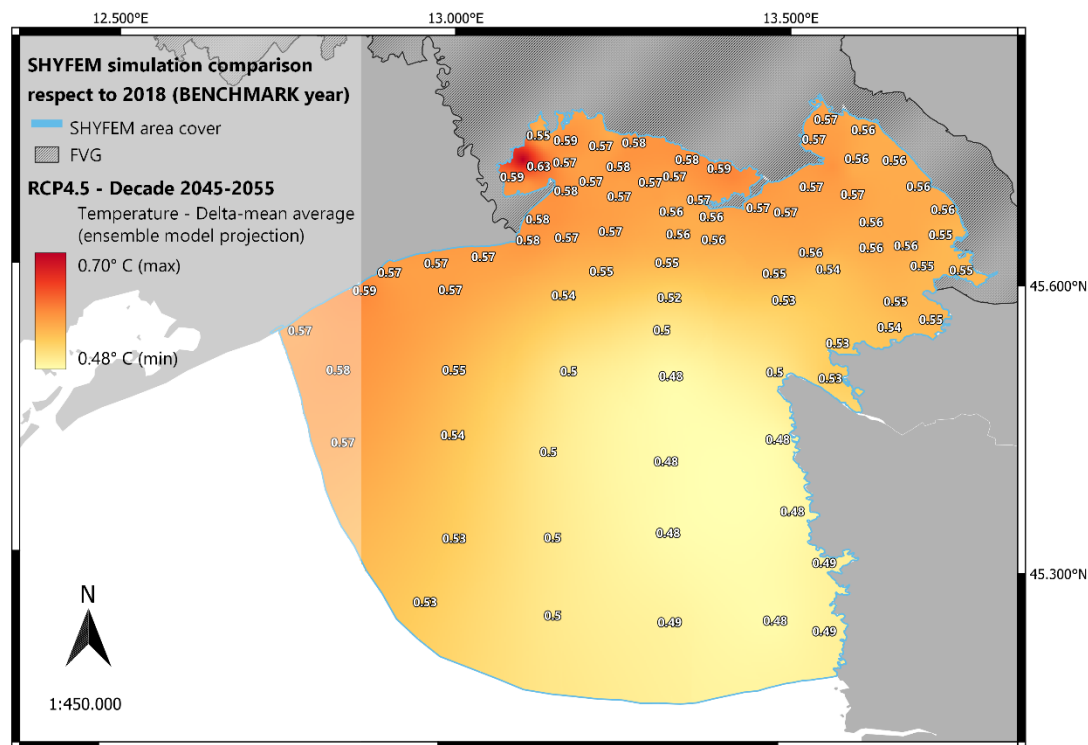 12.500°E 13.000°E 13.500°E
SHYFEM simulation comparison
respect to 2018 (BENCHMARK year)
SHYFEM area cover
FVG
RCP4.5 - Decade 2045-2055
Temperature - Delta-mean average
(ensemble model projection)
0.70° C (max)
0.48° C (min)
N
1:450.000
45.600°N
45.300°N
0.57
0.56
0.55 0.59 0.57 0.58 0.57
0.59 0.63 0.57 0.58 0.58 0.59 0.56 0.56
0.58 0.57 0.57 0.57 0.57 0.57 0.56
0.57 0.57 0.57
0.58 0.56 0.56 0.57 0.57 0.56 0.56
0.58 0.57 0.57 0.56 0.56 0.56 0.55
0.57 0.57 0.57 0.56 0.56
0.57 0.55 0.55 0.55 0.54 0.55 0.55
0.59 0.57 0.54 0.52 0.53 0.55
0.57 0.5 0.54 0.55
0.53
0.58 0.55 0.5 0.48 0.5 0.53
0.57 0.54 0.5 0.48 0.48
0.48
0.53 0.5 0.48
0.49
0.53 0.5 0.49 0.48 0.49